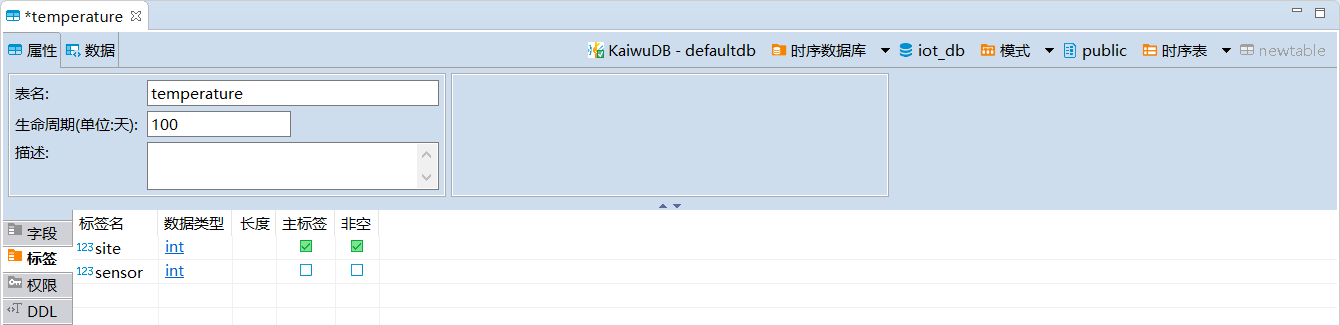 *temperature
属性 数据 KaiwuDB - defaultdb 时序数据库 iot_db 模式 public 时序表 newtable
表名: temperature
生命周期(单位:天): 100
描述:
字段
标签
权限
DDL
标签名 数据类型 长度 主标签 非空
123 site int
123 sensor int